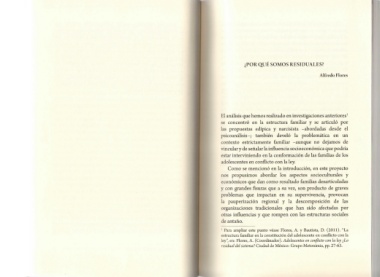 ¿POR QUÉ SOMOS RESIDUALES?
Alfredo Flores
El análisis que hemos realizado en investigaciones anteriores¹
se concentró en la estructura familiar y se articuló por
las propuestas edípica y narcisista –abordadas desde el
psicoanálisis–; también develó la problemática en un
contexto estrictamente familiar –aunque no dejamos de
vincular y de señalar la influencia socioeconómica que podría
estar interviniendo en la conformación de las familias de los
adolescentes en conflicto con la ley.
Como se mencionó en la introducción, en este proyecto
nos proponemos abordar los aspectos socioculturales y
económicos que dan como resultado familias desarticuladas
y con grandes fisuras que a su vez, son producto de graves
problemas que impactan en su supervivencia, provocan
la pauperización regional y la descomposición de las
organizaciones tradicionales que han sido afectadas por
otras influencias y que rompen con las estructuras sociales de
antaño.
¹ Para ampliar este punto véase Flores, A. y Bautista, D. (2011). "La
estructura familiar en la constitución del adolescente en conflicto con la
ley", en: Flores, A. (Coordinador). Adolescentes en conflicto con la ley ¿La
crueldad del sistema? Ciudad de México: Grupo pp. 27-65.